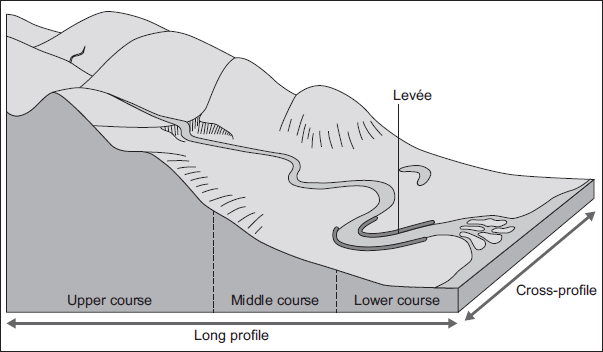 Levée
Upper course
Middle course
Lower course
Cross-profile
Long profile